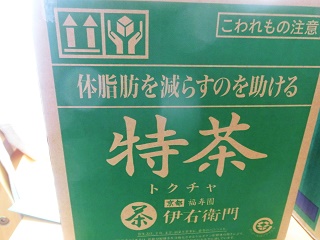 こわれもの注意
体脂肪を減らすのを助ける
特茶
トクチャ
京都 福寿園
茶 伊右衛門